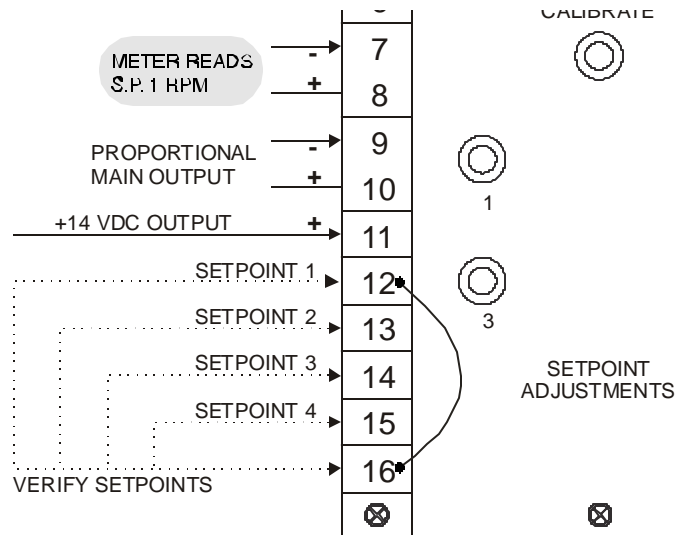 CALIBRATE
7
METER READS
-
S.P. 1 RPM
+
8
9
PROPORTIONAL
-
MAIN OUTPUT
+
10
1
+14 VDC OUTPUT
+
11
SETPOINT 1
12
SETPOINT 2
13
3
SETPOINT 3
14
SETPOINT
ADJUSTMENTS
SETPOINT 4
15
16
VERIFY SETPOINTS